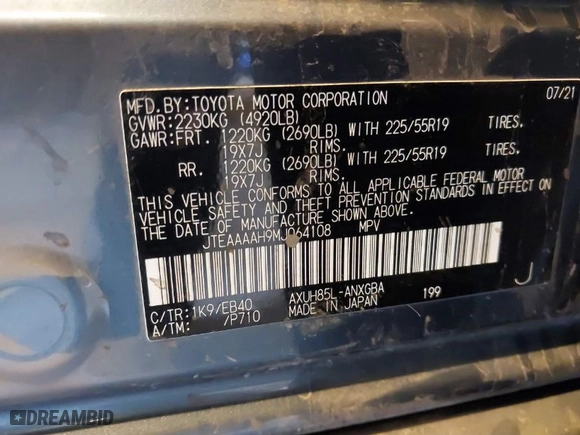 MFD.BY:TOYOTA MOTOR CORPORATION 07/21
GVWR:2230KG (4920LB)
GAWR:FRT. 1220KG (2690LB) WITH 225/55R19 TIRES.
19X7J RIMS.
RR. 1220KG (2690LB) WITH 225/55R19 TIRES.
19X7J RIMS.
THIS VEHICLE CONFORMS TO ALL APPLICABLE FEDERAL MOTOR
VEHICLE SAFETY AND THEFT PREVENTION STANDARDS IN EFFECT ON
THE DATE OF MANUFACTURE SHOWN ABOVE.
JTEAAAAH9MJ064108 MPV
C/TR:1K9/EB40 AXUH85L-ANXGBA 199 J
A/TM: /P710 MADE IN JAPAN
DREAMBID